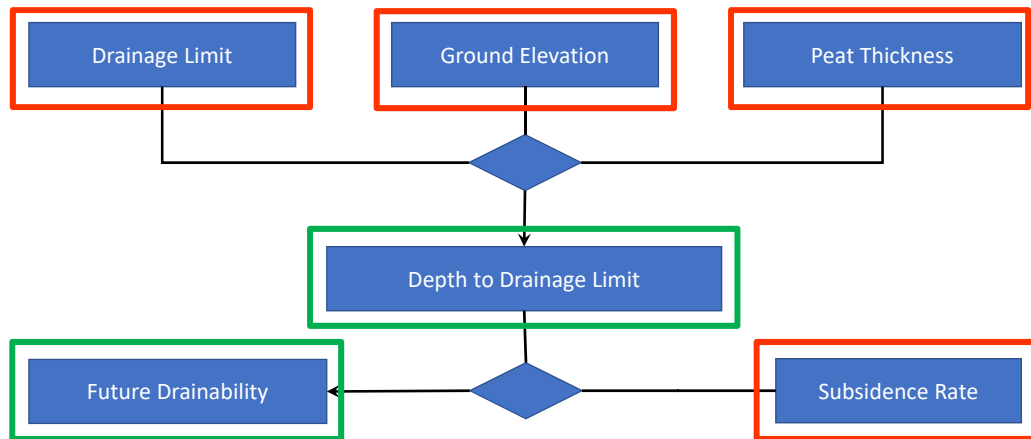 Drainage Limit
Ground Elevation
Peat Thickness
Depth to Drainage Limit
Future Drainability
Subsidence Rate